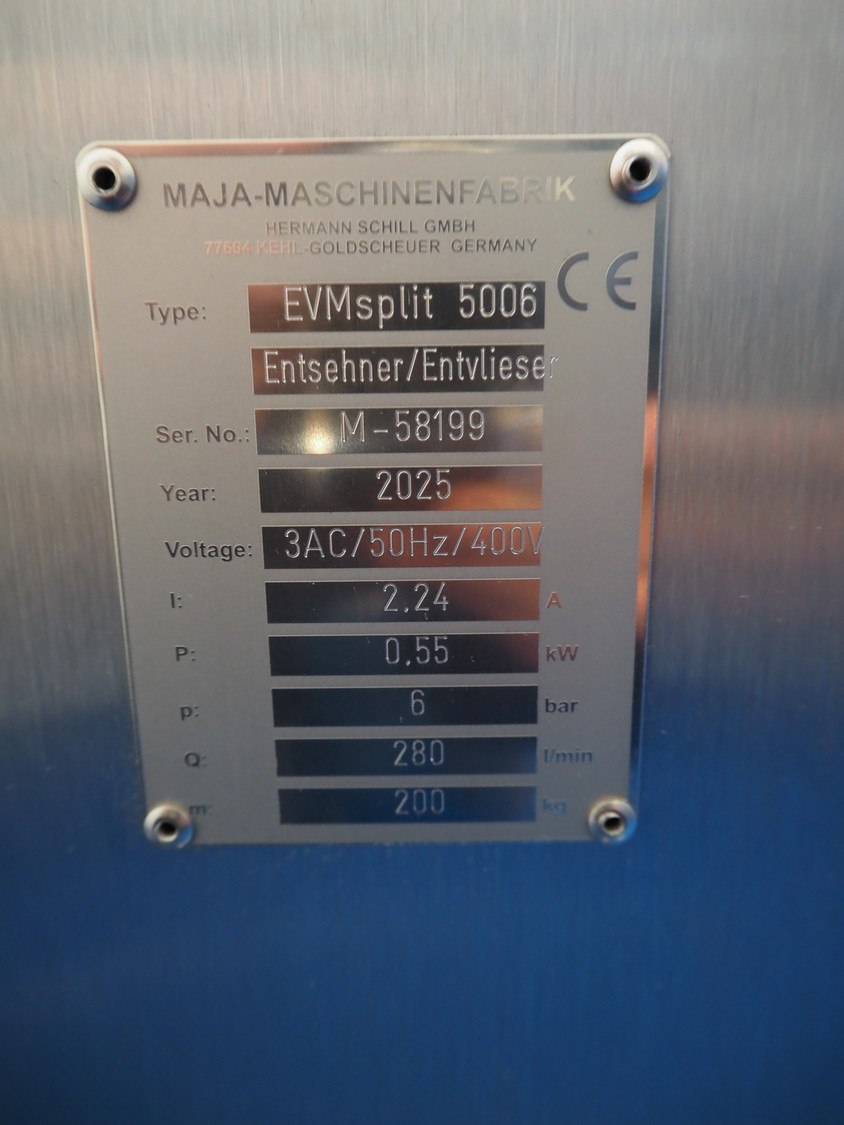 MAJA-MASCHINENFABRIK
HERMANN SCHILL GMBH
77694 KEHL-GOLDSCHEUER GERMANY
CE
Type: EVMsplit 5006
Entsehner/Entvlieser
Ser. No.: M-58199
Year: 2025
Voltage: 3AC/50Hz/400V
I: 2,24 A
P: 0,55 kW
p: 6 bar
Q: 280 l/min
m: 200 kg